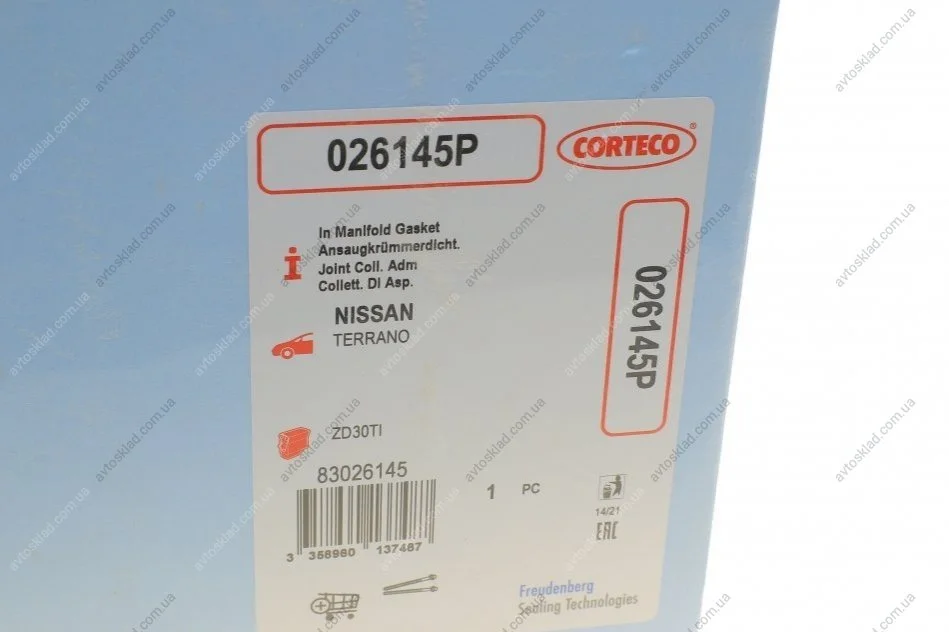 026145P
CORTECO®
In Manifold Gasket
Ansaugkrümmerdicht.
Joint Coll. Adm
Collett. Di Asp.
NISSAN
TERRANO
026145P
ZD30TI
83026145
1 PC
14/21
EAC
3 358960 137487
Freudenberg
Sealing Technologies
avtosklad.com.ua